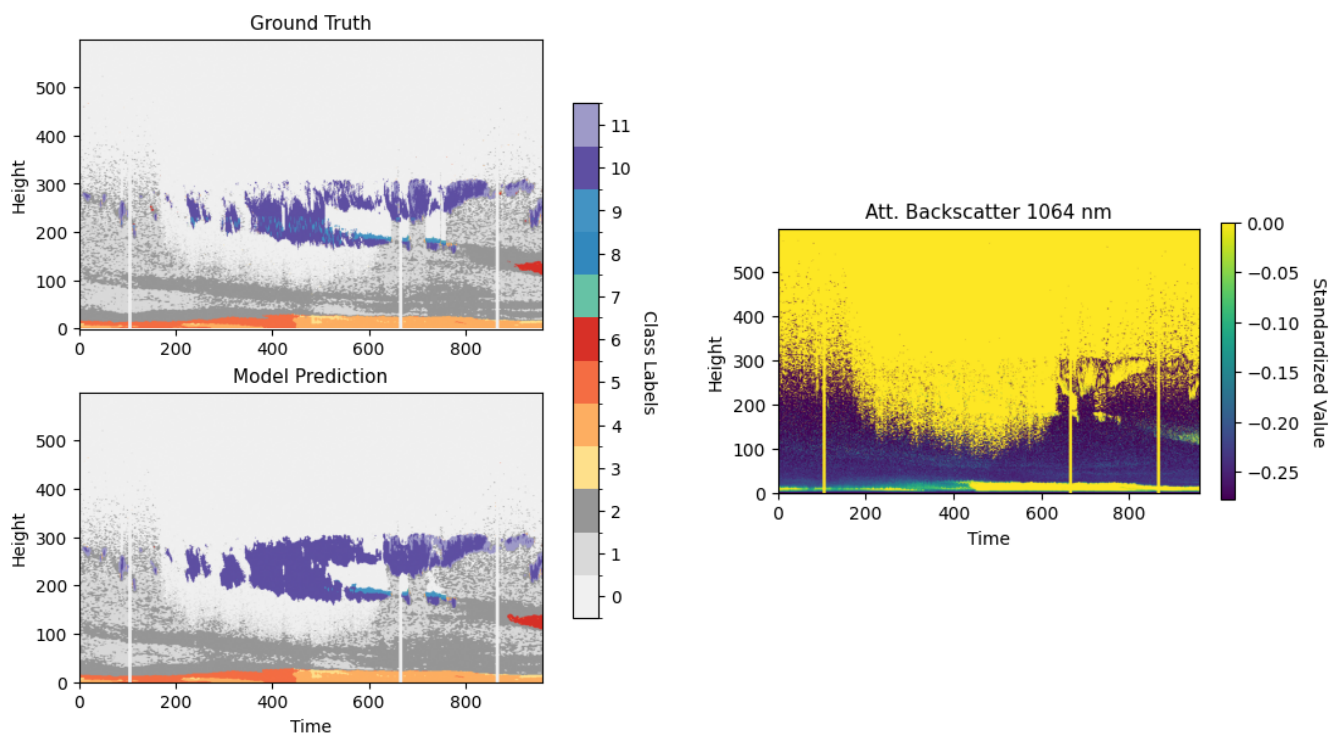 Ground Truth
500
400
300
200
100
0
Height
0 200 400 600 800
Model Prediction
500
400
300
200
100
0
Height
0 200 400 600 800
Time
11
10
9
8
7
6
5
4
3
2
1
0
Class Labels
Att. Backscatter 1064 nm
500
400
300
200
100
0
Height
0 200 400 600 800
Time
0.00
−0.05
−0.10
−0.15
−0.20
−0.25
Standardized Value